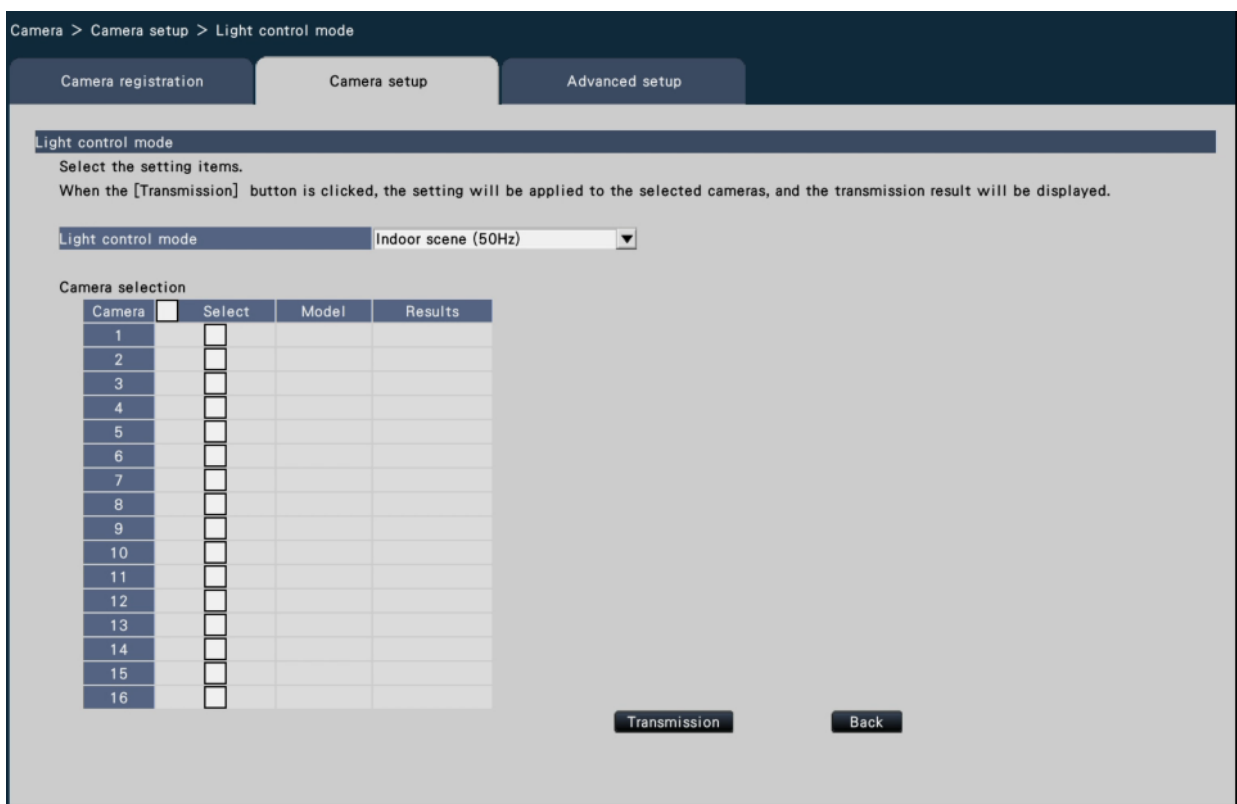 Camera > Camera setup > Light control mode
Camera registration Camera setup Advanced setup
Light control mode
Select the setting items.
When the [Transmission] button is clicked, the setting will be applied to the selected cameras, and the transmission result will be displayed.
Light control mode Indoor scene (50Hz)
Camera selection
Camera Select Model Results
1
2
3
4
5
6
7
8
9
10
11
12
13
14
15
16
Transmission Back